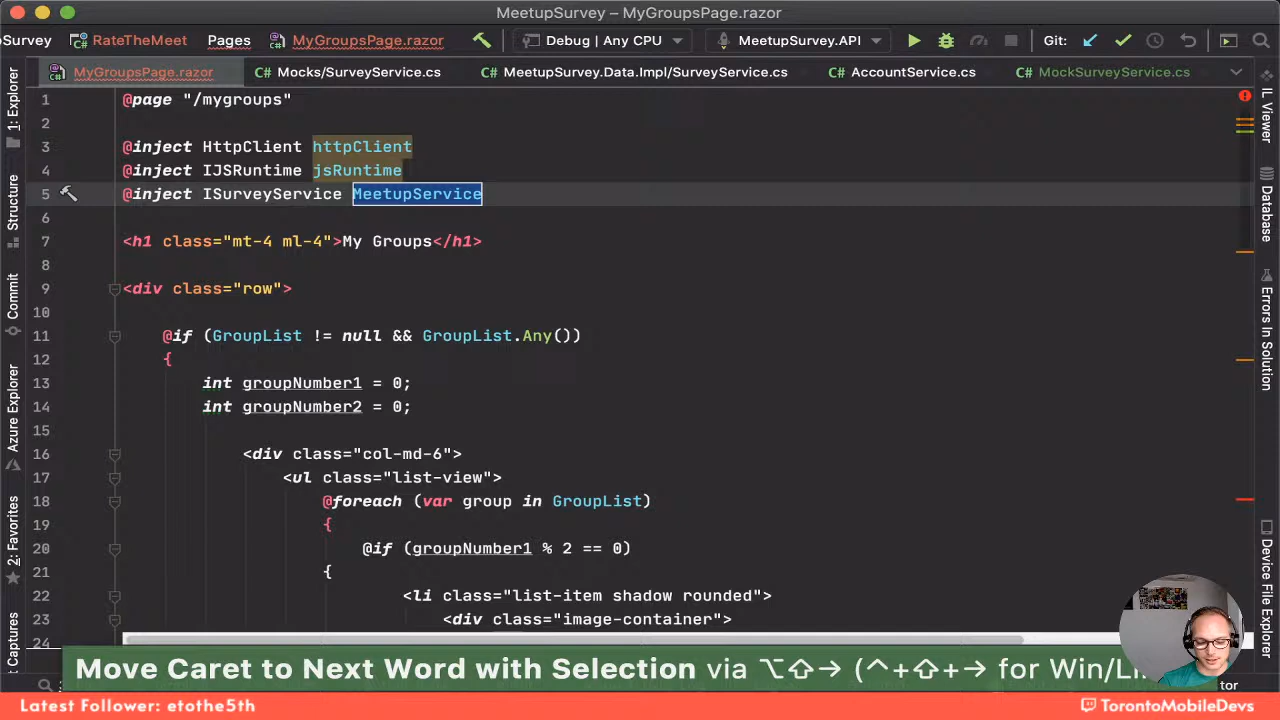 MeetupSurvey – MyGroupsPage.razor
Survey RateTheMeet Pages MyGroupsPage.razor Debug | Any CPU MeetupSurvey.API Git:
MyGroupsPage.razor Mocks/SurveyService.cs MeetupSurvey.Data.Impl/SurveyService.cs AccountService.cs MockSurveyService.cs
1: Explorer
Structure
Commit
Azure Explorer
2: Favorites
Captures
1 @page "/mygroups"
2
3 @inject HttpClient httpClient
4 @inject IJSRuntime jsRuntime
5 @inject ISurveyService MeetupService
6
7 <h1 class="mt-4 ml-4">My Groups</h1>
8
9 <div class="row">
10
11 @if (GroupList != null && GroupList.Any())
12 {
13 int groupNumber1 = 0;
14 int groupNumber2 = 0;
15
16 <div class="col-md-6">
17 <ul class="list-view">
18 @foreach (var group in GroupList)
19 {
20 @if (groupNumber1 % 2 == 0)
21 {
22 <li class="list-item shadow rounded">
23 <div class="image-container">
24
IL Viewer
Database
Errors In Solution
Device File Explorer
Move Caret to Next Word with Selection via ⌥⇧→ (^+⇧+→ for Win/Li
tor
Latest Follower: etothe5th
TorontoMobileDevs